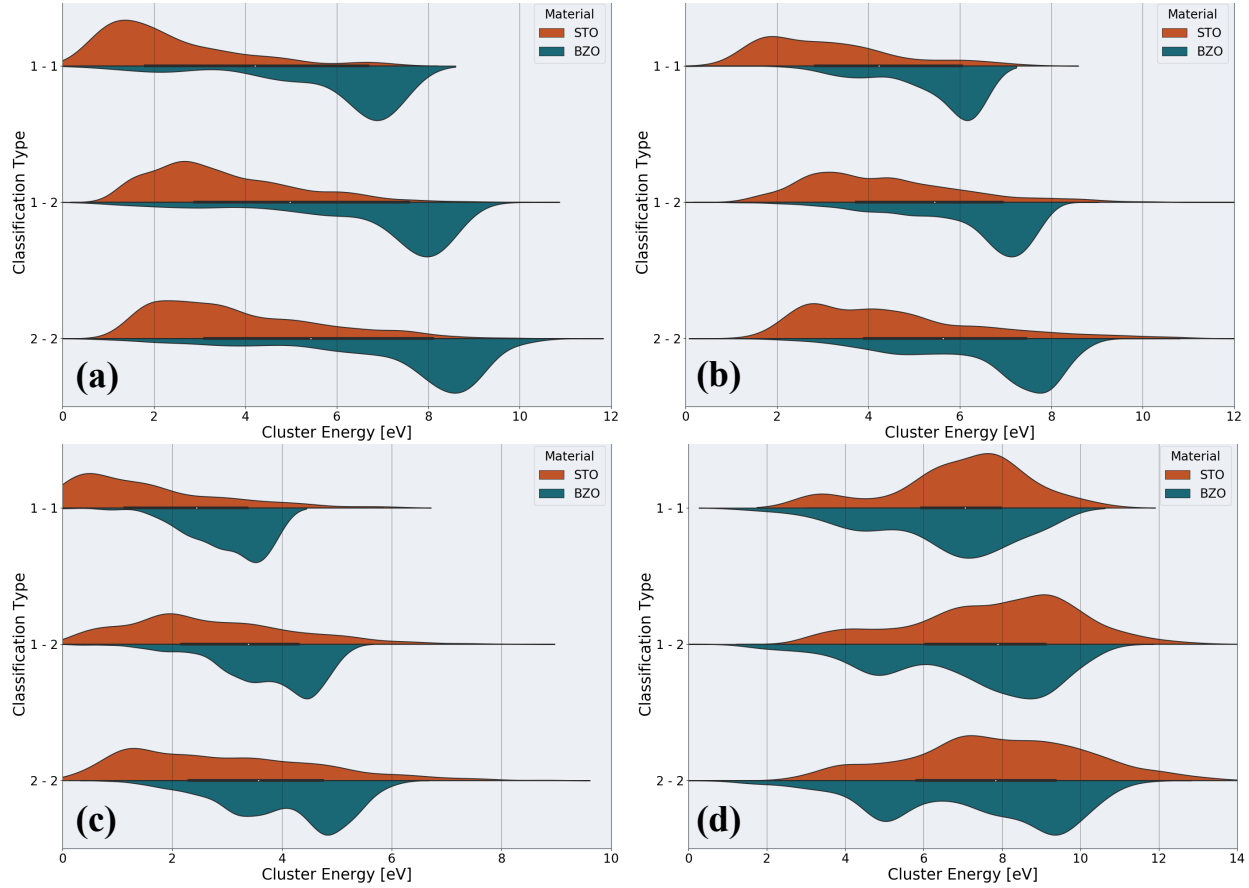 Material
STO
BZO
1 - 1
1 - 2
2 - 2
Classification Type
(a)
0 2 4 6 8 10 12
Cluster Energy [eV]
Material
STO
BZO
1 - 1
1 - 2
2 - 2
Classification Type
(b)
0 2 4 6 8 10 12
Cluster Energy [eV]
Material
STO
BZO
1 - 1
1 - 2
2 - 2
Classification Type
(c)
0 2 4 6 8 10
Cluster Energy [eV]
Material
STO
BZO
1 - 1
1 - 2
2 - 2
Classification Type
(d)
0 2 4 6 8 10 12 14
Cluster Energy [eV]